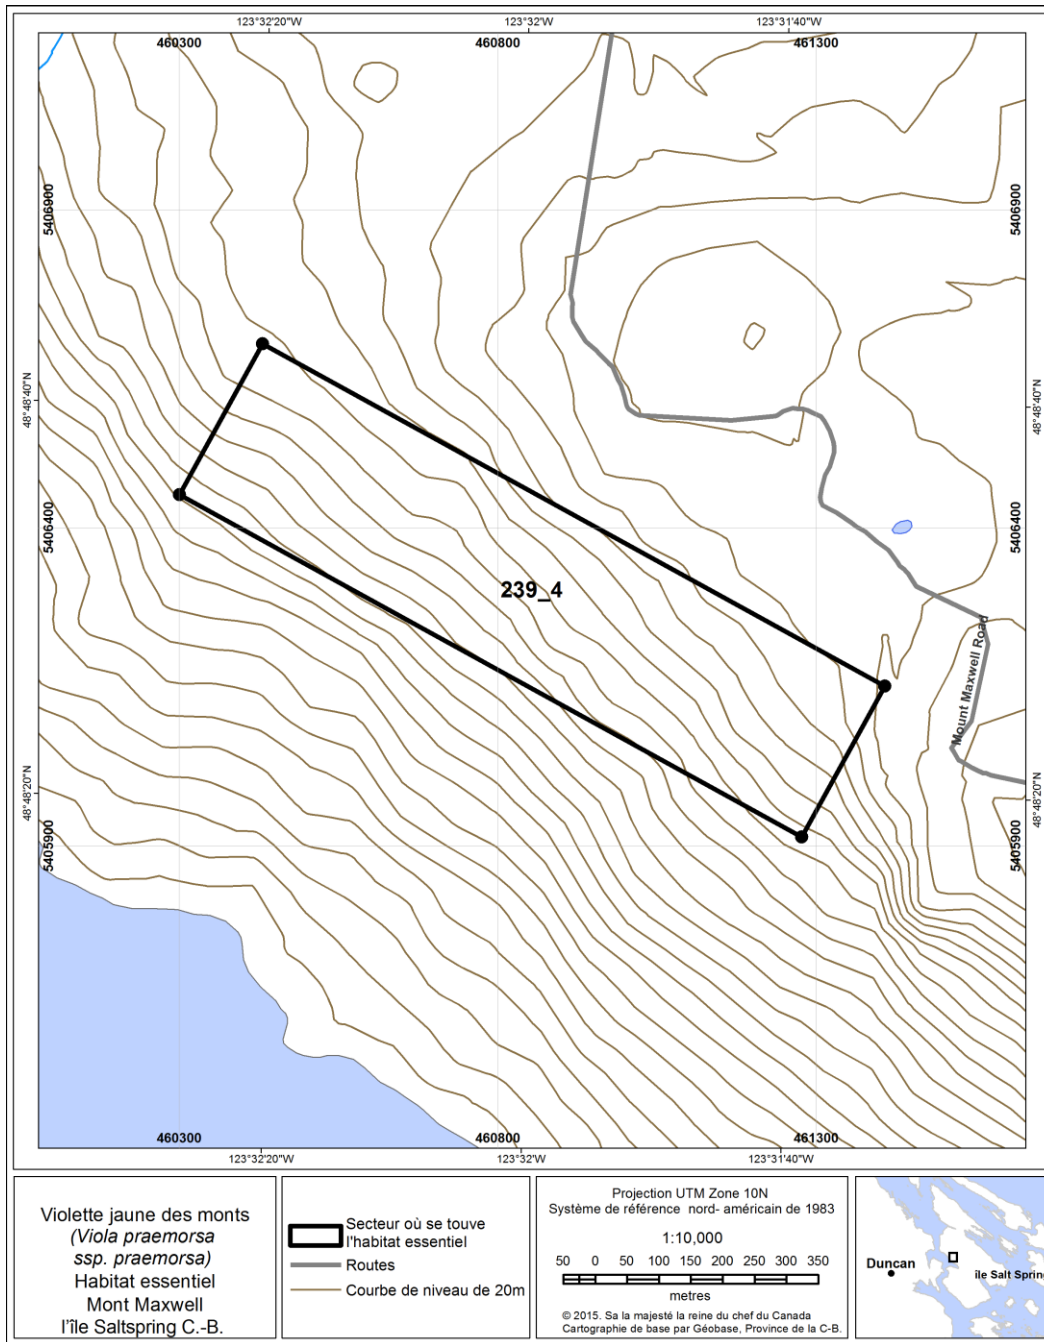 123°32'20"W 123°32'W 123°31'40"W
460300 460800 461300
5406900 5406900
48°48'40"N 48°48'40"N
5406400 5406400
239_4
Mount Maxwell Road
48°48'20"N 48°48'20"N
5405900 5405900
460300 460800 461300
123°32'20"W 123°32'W 123°31'40"W
Violette jaune des monts
(Viola praemorsa
ssp. praemorsa)
Habitat essentiel
Mont Maxwell
l'île Saltspring C.-B.
Secteur où se touve
l'habitat essentiel
Routes
Courbe de niveau de 20m
Projection UTM Zone 10N
Système de référence nord- américain de 1983
1:10,000
50 0 50 100 150 200 250 300 350
metres
© 2015. Sa la majesté la reine du chef du Canada
Cartographie de base par Géobase, Province de la C-B.
Duncan
île Salt Spring